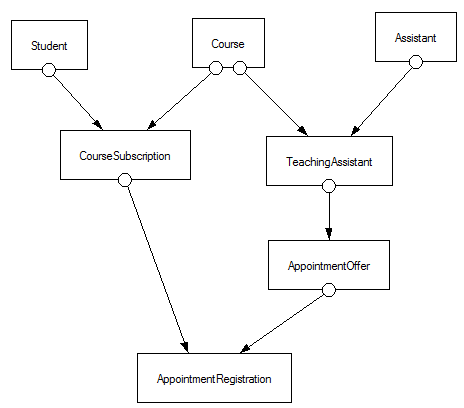 Student
Course
Assistant
CourseSubscription
TeachingAssistant
AppointmentOffer
AppointmentRegistration